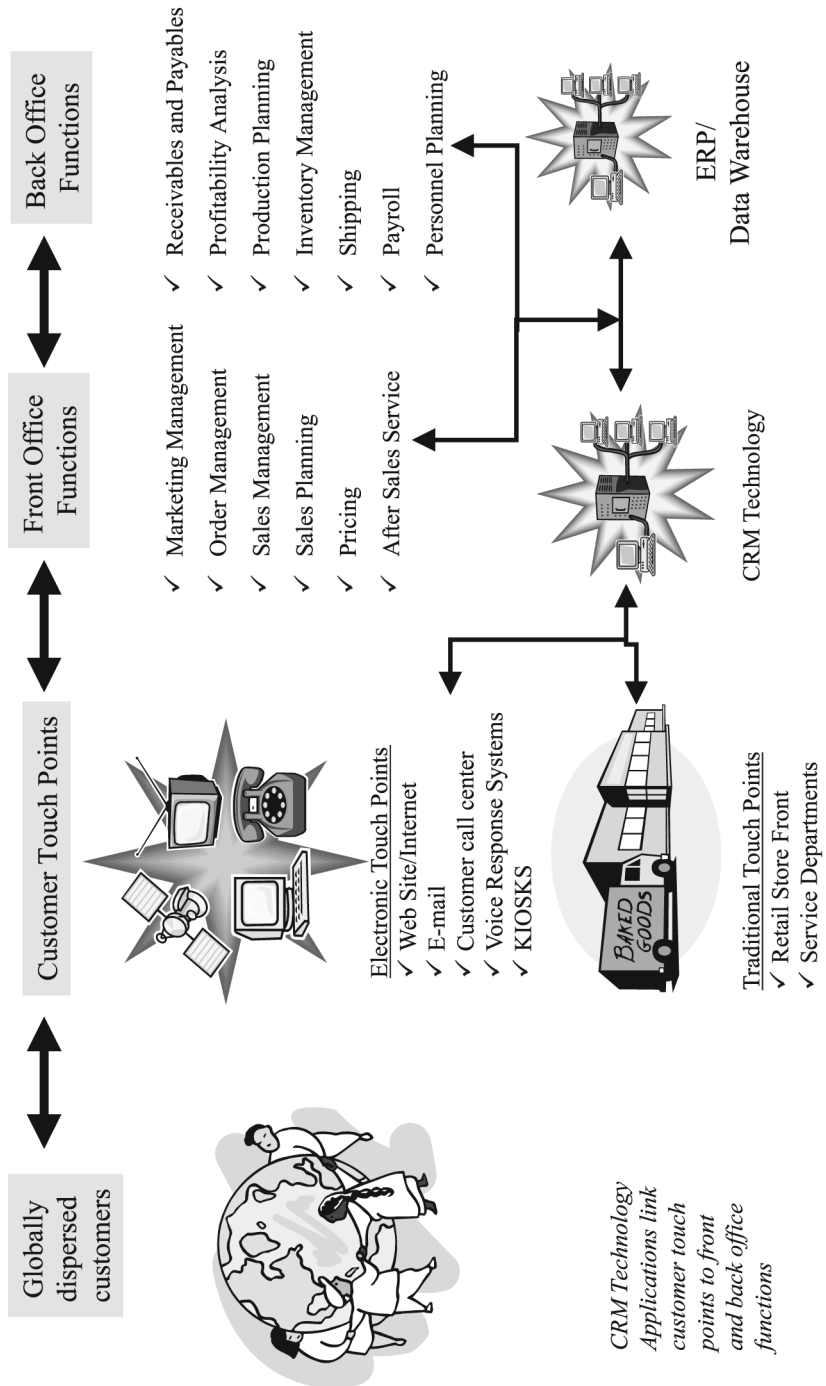 Globally
dispersed
customers
Customer Touch Points
Front Office
Functions
Back Office
Functions
Electronic Touch Points
✓ Web Site/Internet
✓ E-mail
✓ Customer call center
✓ Voice Response Systems
✓ KIOSKS
BAKED
GOODS
Traditional Touch Points
✓ Retail Store Front
✓ Service Departments
✓ Marketing Management
✓ Order Management
✓ Sales Management
✓ Sales Planning
✓ Pricing
✓ After Sales Service
✓ Receivables and Payables
✓ Profitability Analysis
✓ Production Planning
✓ Inventory Management
✓ Shipping
✓ Payroll
✓ Personnel Planning
CRM Technology
ERP/
Data Warehouse
CRM Technology
Applications link
customer touch
points to front
and back office
functions